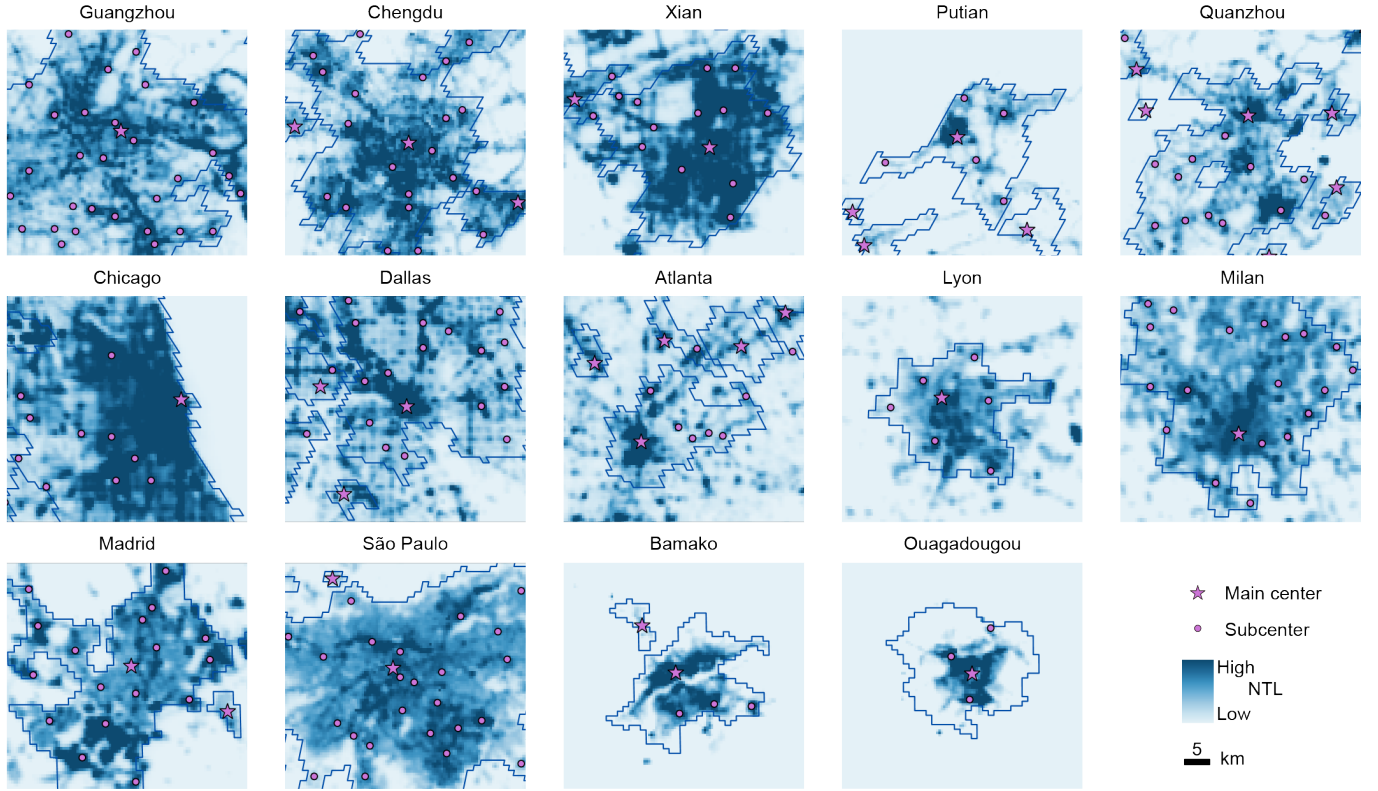 Guangzhou
Chengdu
Xian
Putian
Quanzhou
Chicago
Dallas
Atlanta
Lyon
Milan
Madrid
São Paulo
Bamako
Ouagadougou
Main center
Subcenter
High
NTL
Low
5
km